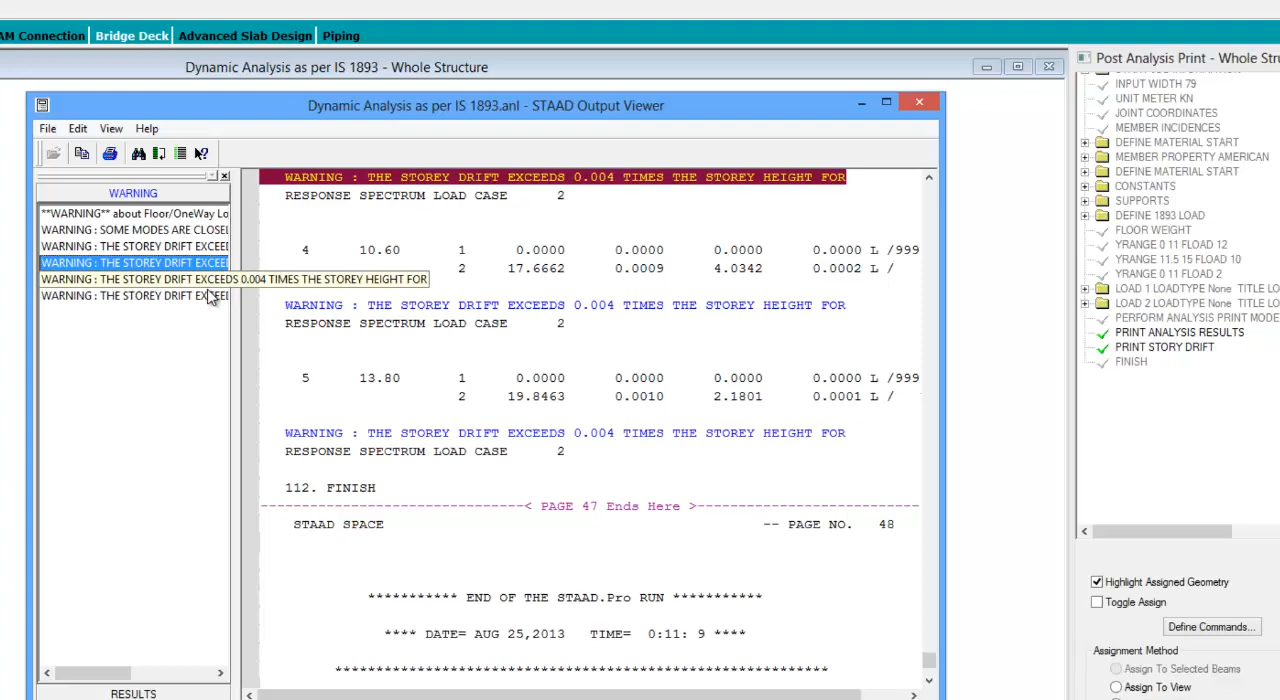 AM Connection Bridge Deck Advanced Slab Design Piping
Dynamic Analysis as per IS 1893 - Whole Structure
Post Analysis Print - Whole Stru
Dynamic Analysis as per IS 1893.anl - STAAD Output Viewer
File Edit View Help
WARNING
**WARNING** about Floor/OneWay Lo
WARNING : SOME MODES ARE CLOSEL
WARNING : THE STOREY DRIFT EXCEED
WARNING : THE STOREY DRIFT EXCEED
WARNING : THE STOREY DRIFT EXCEEDS 0.004 TIMES THE STOREY HEIGHT FOR
WARNING : THE STOREY DRIFT EXCEED
RESULTS
WARNING : THE STOREY DRIFT EXCEEDS 0.004 TIMES THE STOREY HEIGHT FOR
RESPONSE SPECTRUM LOAD CASE 2
4 10.60 1 0.0000 0.0000 0.0000 0.0000 L /999
2 17.6662 0.0009 4.0342 0.0002 L /
WARNING : THE STOREY DRIFT EXCEEDS 0.004 TIMES THE STOREY HEIGHT FOR
RESPONSE SPECTRUM LOAD CASE 2
5 13.80 1 0.0000 0.0000 0.0000 0.0000 L /999
2 19.8463 0.0010 2.1801 0.0001 L /
WARNING : THE STOREY DRIFT EXCEEDS 0.004 TIMES THE STOREY HEIGHT FOR
RESPONSE SPECTRUM LOAD CASE 2
112. FINISH
--------------------------------< PAGE 47 Ends Here >---------------------------
STAAD SPACE -- PAGE NO. 48
*********** END OF THE STAAD.Pro RUN ***********
**** DATE= AUG 25,2013 TIME= 0:11: 9 ****
************************************************************
INPUT WIDTH 79
UNIT METER KN
JOINT COORDINATES
MEMBER INCIDENCES
DEFINE MATERIAL START
MEMBER PROPERTY AMERICAN
DEFINE MATERIAL START
CONSTANTS
SUPPORTS
DEFINE 1893 LOAD
FLOOR WEIGHT
YRANGE 0 11 FLOAD 12
YRANGE 11.5 15 FLOAD 10
YRANGE 0 11 FLOAD 2
LOAD 1 LOADTYPE None TITLE LO
LOAD 2 LOADTYPE None TITLE LO
PERFORM ANALYSIS PRINT MODE
PRINT ANALYSIS RESULTS
PRINT STORY DRIFT
FINISH
Highlight Assigned Geometry
Toggle Assign
Define Commands...
Assignment Method
Assign To Selected Beams
Assign To View